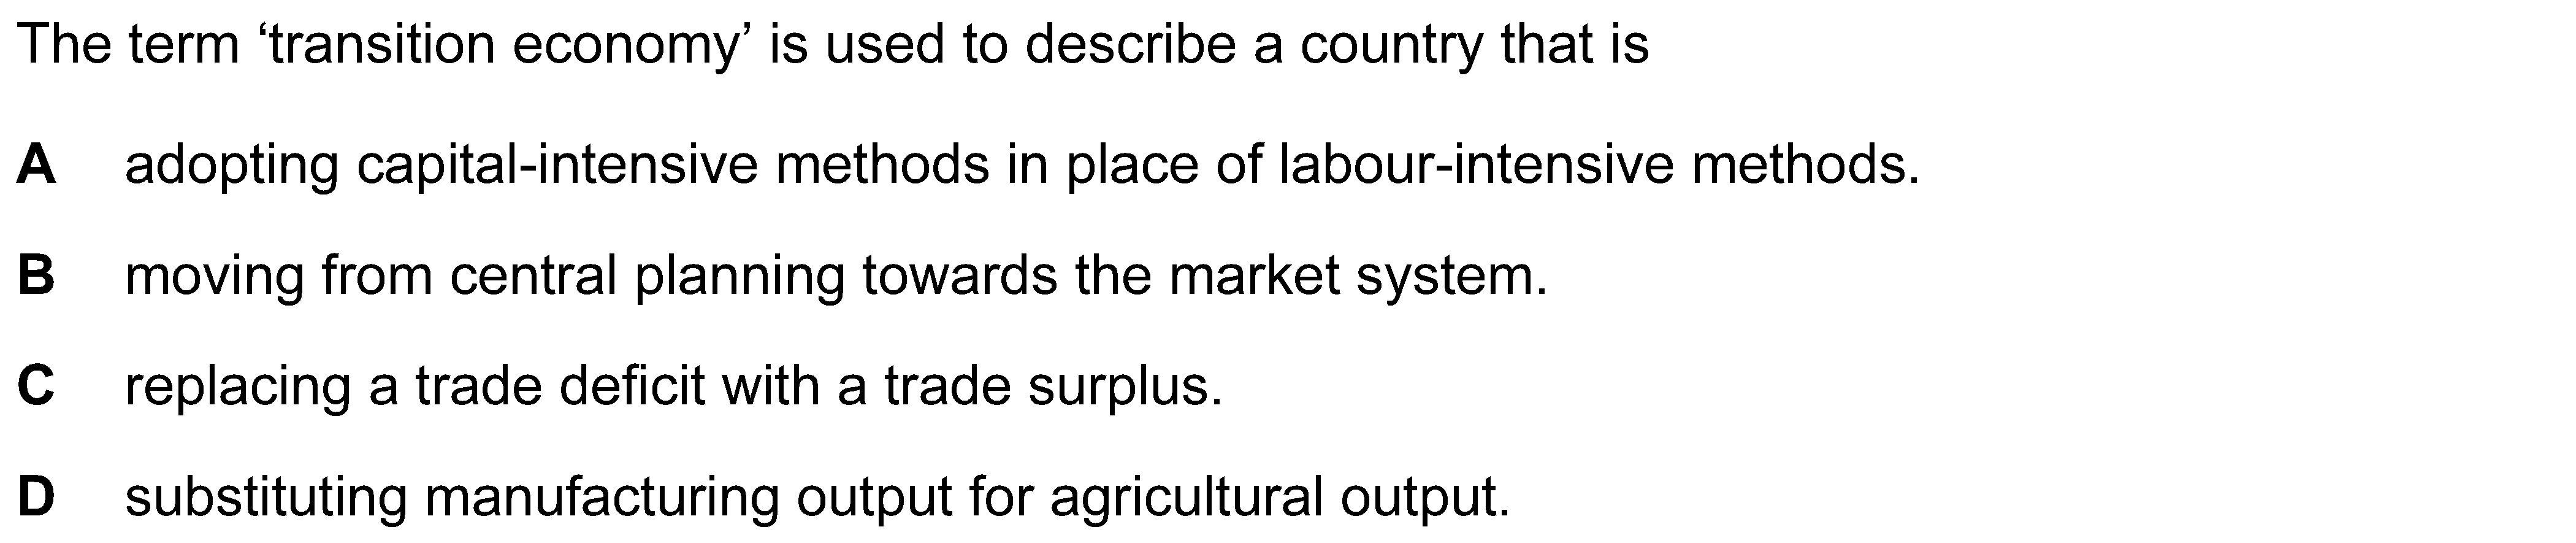 The term ‘transition economy’ is used to describe a country that is
A adopting capital-intensive methods in place of labour-intensive methods.
B moving from central planning towards the market system.
C replacing a trade deficit with a trade surplus.
D substituting manufacturing output for agricultural output.